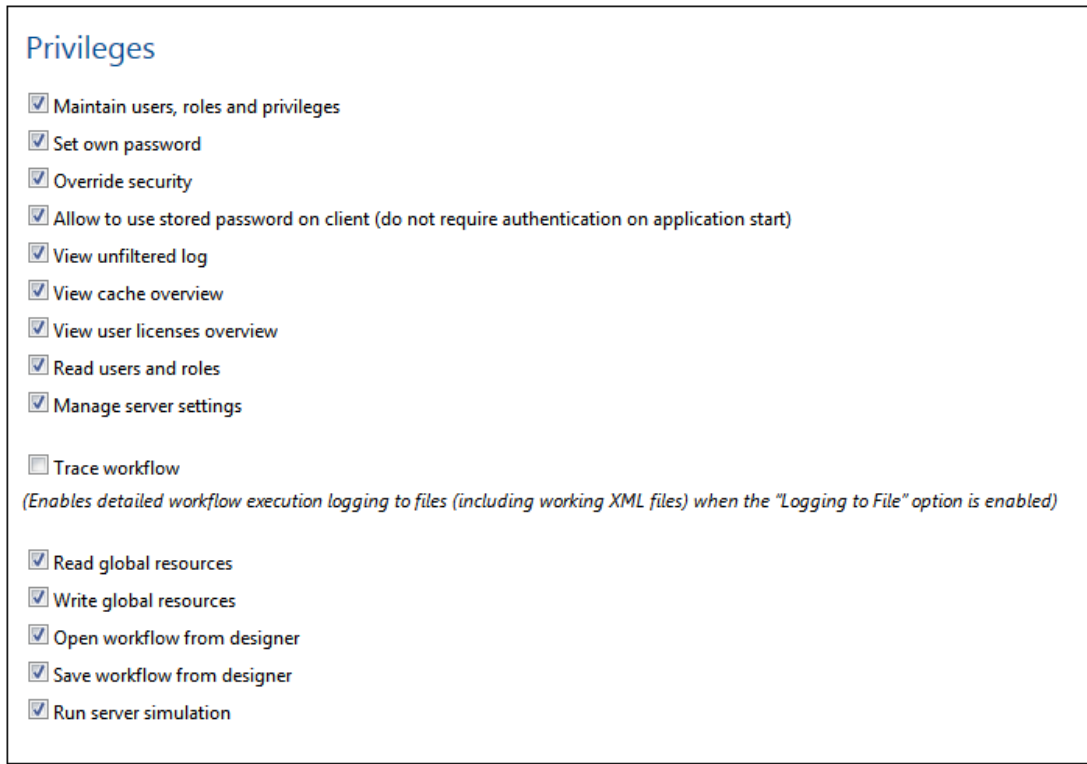 Privileges
Maintain users, roles and privileges
Set own password
Override security
Allow to use stored password on client (do not require authentication on application start)
View unfiltered log
View cache overview
View user licenses overview
Read users and roles
Manage server settings
Trace workflow
(Enables detailed workflow execution logging to files (including working XML files) when the "Logging to File" option is enabled)
Read global resources
Write global resources
Open workflow from designer
Save workflow from designer
Run server simulation